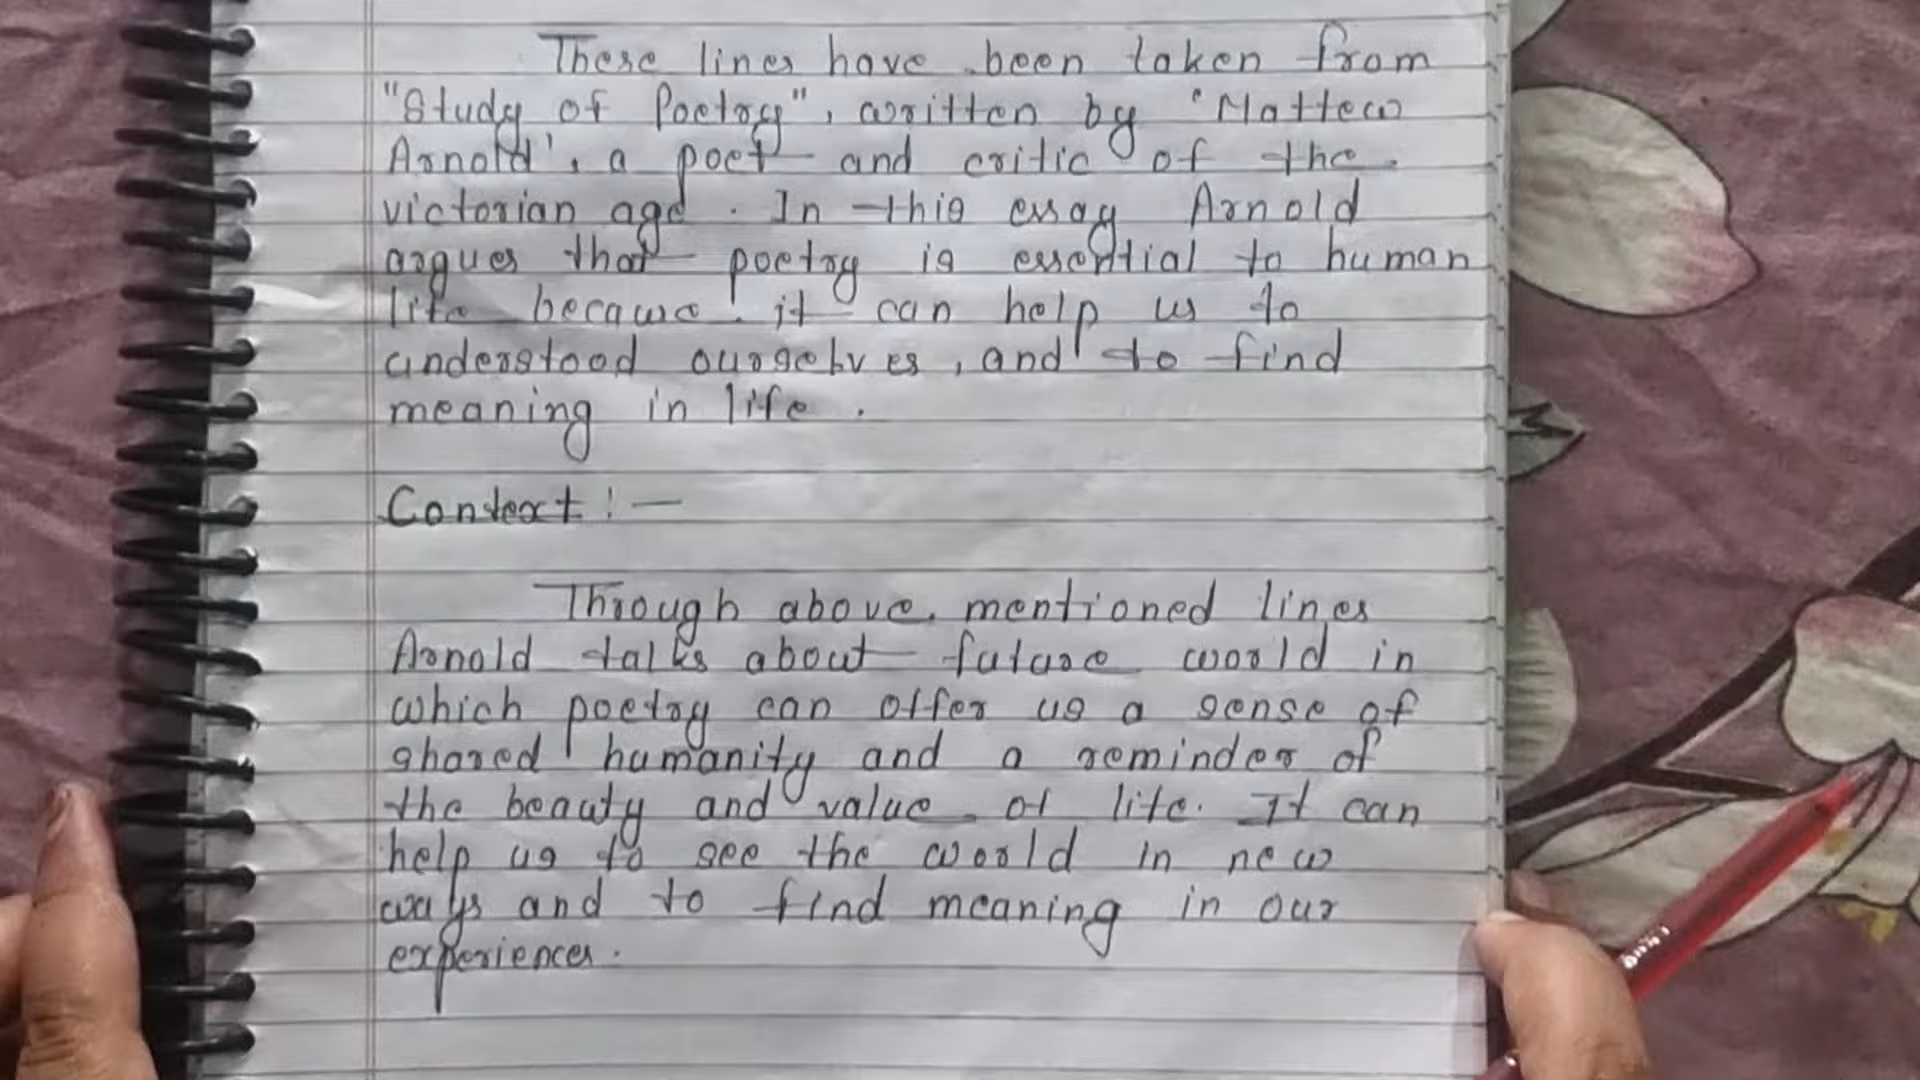 These lines have been taken from
"Study of Poetry", written by 'Mattew
Arnold', a poet and critic of the
victorian age. In this essay Arnold
argues that poetry is essential to human
life because it can help us to
understood ourselves, and to find
meaning in life.
Context :-
Through above mentioned lines
Arnold talks about future world in
which poetry can offer us a sense of
shared humanity and a reminder of
the beauty and value of life. It can
help us to see the world in new
ways and to find meaning in our
experiences.